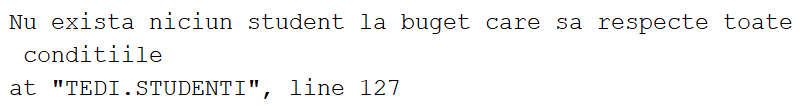 Nu exista niciun student la buget care sa respecte toate
conditiile
at "TEDI.STUDENTI", line 127